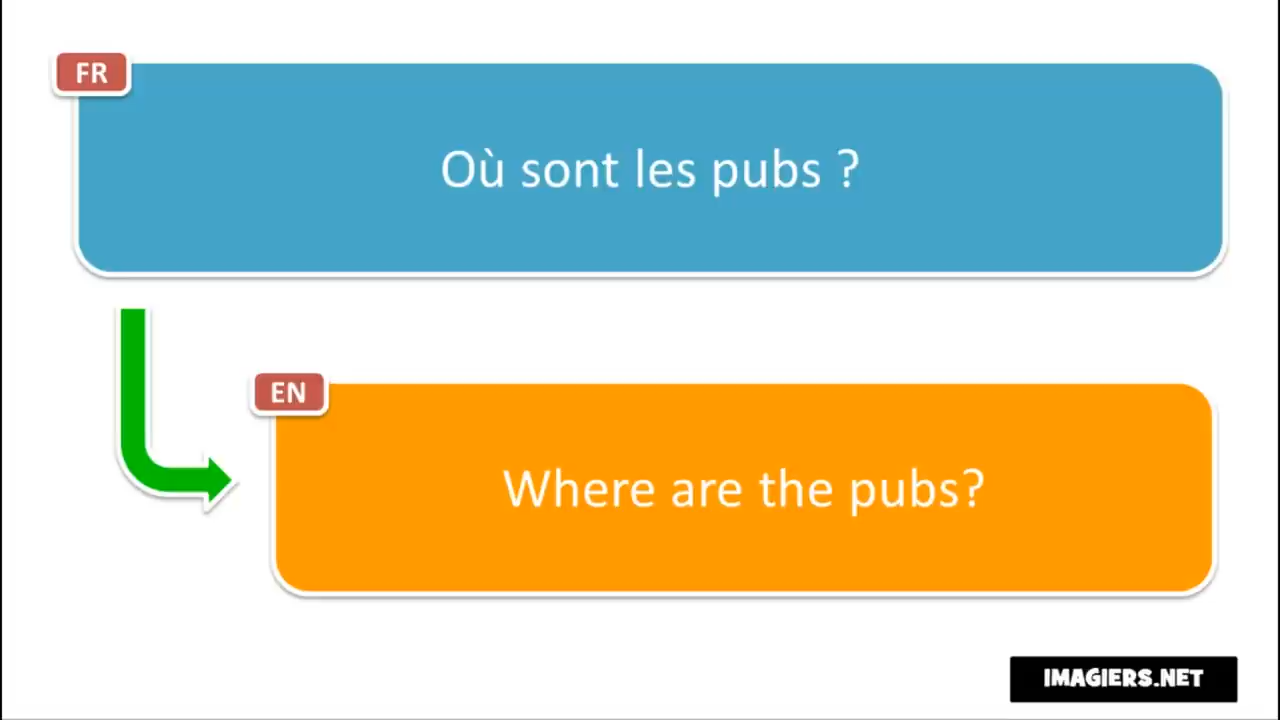 FR
Où sont les pubs ?
EN
Where are the pubs?
IMAGIERS.NET